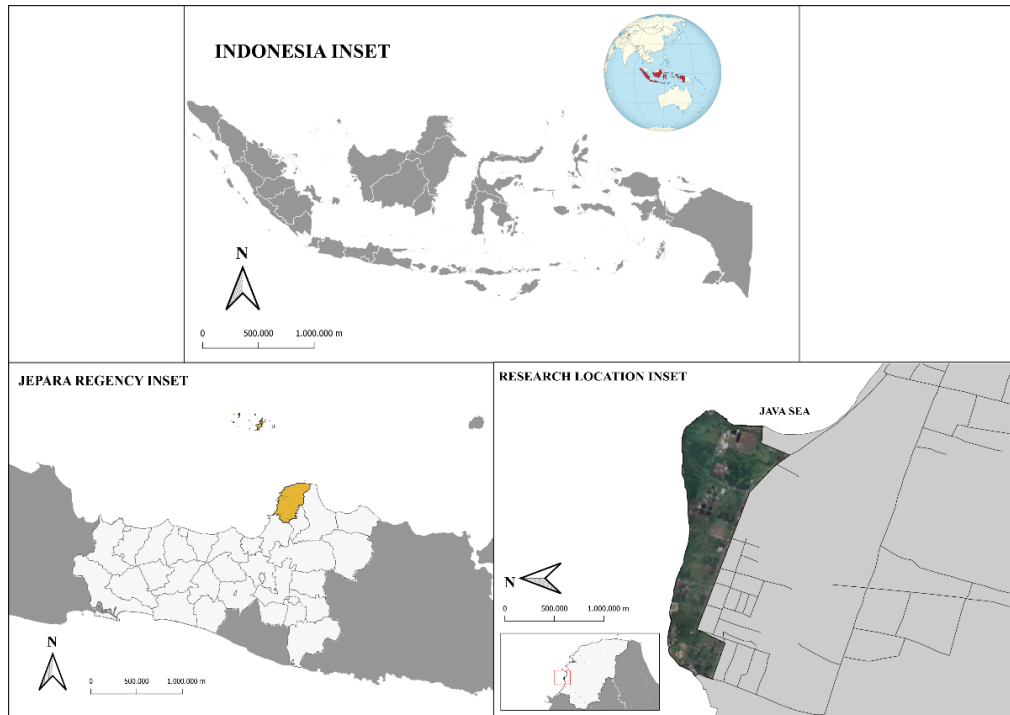 INDONESIA INSET
N
0 500.000 1.000.000 m
JEPARA REGENCY INSET
N
0 500.000 1.000.000 m
RESEARCH LOCATION INSET
JAVA SEA
N
0 500.000 1.000.000 m